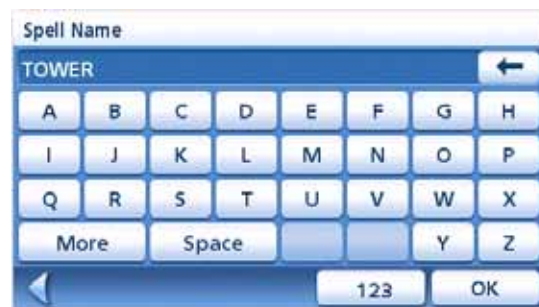 Spell Name
TOWER
A B C D E F G H
I J K L M N O P
Q R S T U V W X
More Space Y Z
123 OK